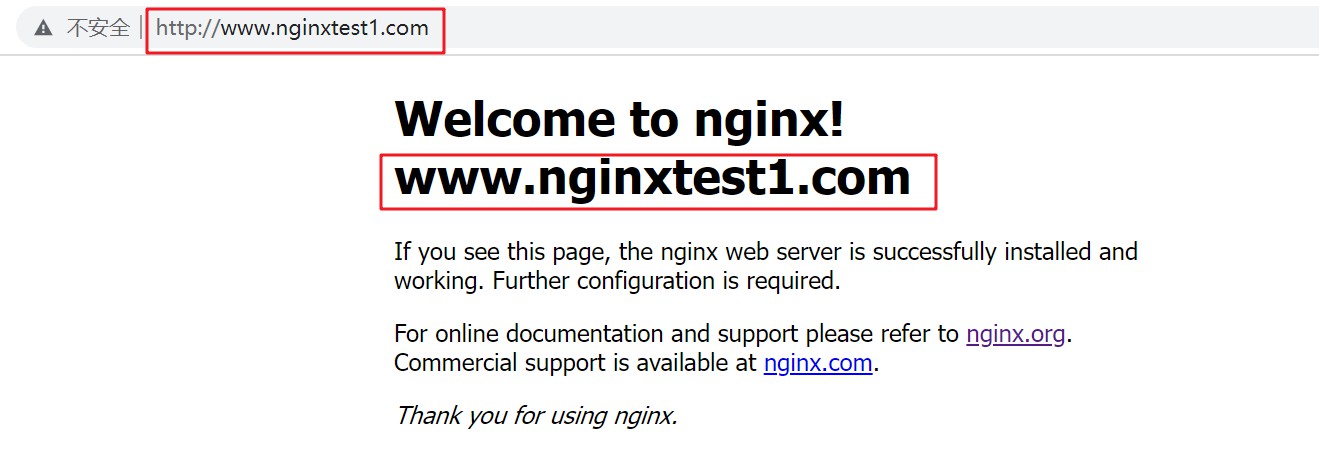 不安全 http://www.nginxtest1.com
Welcome to nginx!
www.nginxtest1.com
If you see this page, the nginx web server is successfully installed and
working. Further configuration is required.
For online documentation and support please refer to nginx.org.
Commercial support is available at nginx.com.
Thank you for using nginx.